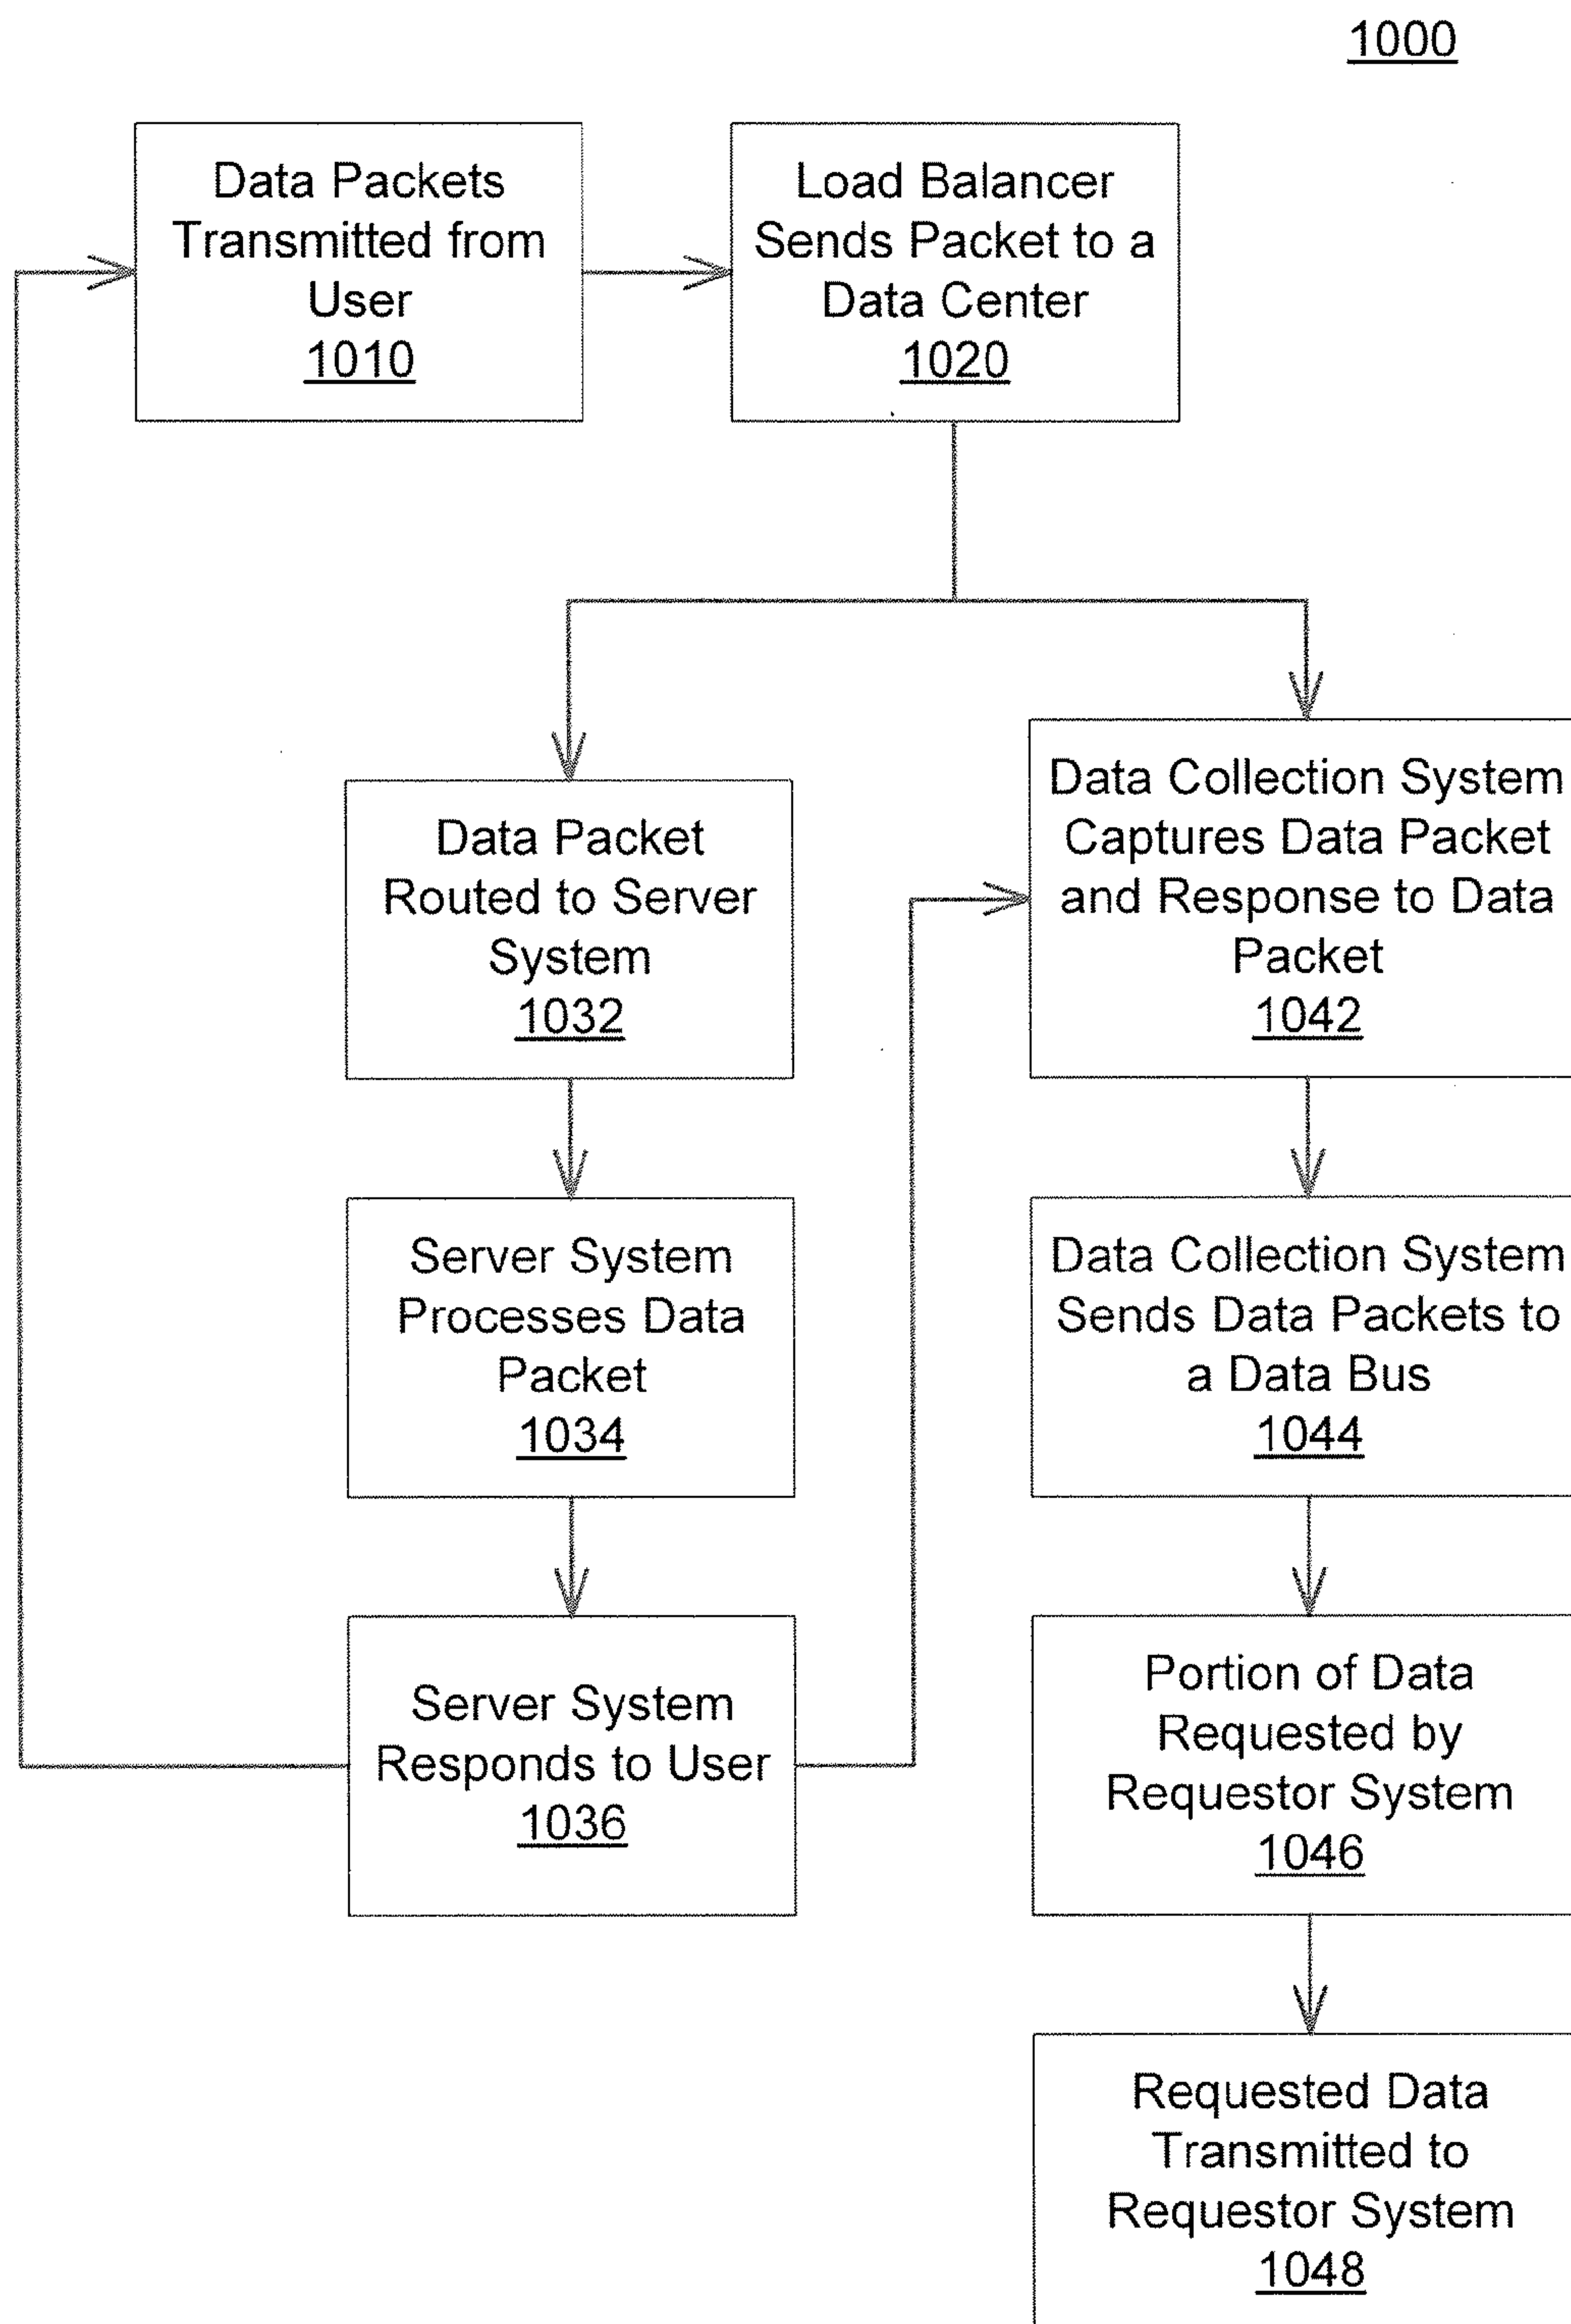 1000
Data Packets
Transmitted from
User
1010
Load Balancer
Sends Packet to a
Data Center
1020
Data Packet
Routed to Server
System
1032
Data Collection System
Captures Data Packet
and Response to Data
Packet
1042
Server System
Processes Data
Packet
1034
Data Collection System
Sends Data Packets to
a Data Bus
1044
Server System
Responds to User
1036
Portion of Data
Requested by
Requestor System
1046
Requested Data
Transmitted to
Requestor System
1048